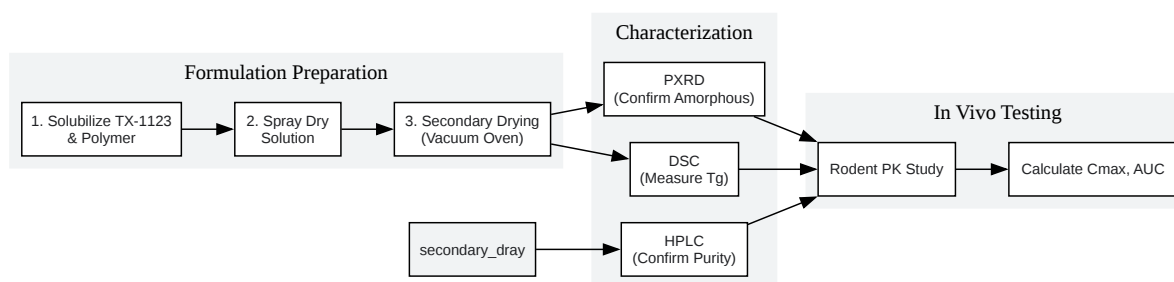 Formulation Preparation
1. Solubilize TX-1123
& Polymer
2. Spray Dry
Solution
3. Secondary Drying
(Vacuum Oven)
secondary_dray
Characterization
PXRD
(Confirm Amorphous)
DSC
(Measure Tg)
HPLC
(Confirm Purity)
In Vivo Testing
Rodent PK Study
Calculate Cmax, AUC